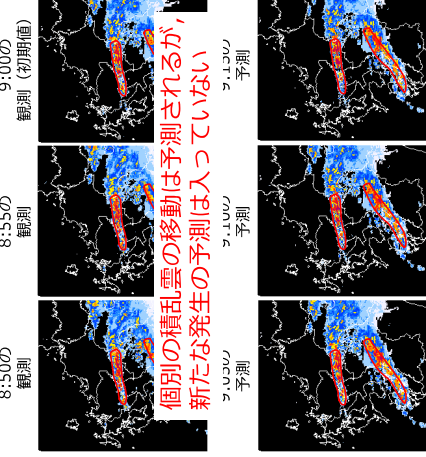 8:50の
観測
8:55の
観測
9:00の
観測（初期値）
個別の積乱雲の移動は予測されるが,
新たな発生の予測は入っていない
予測
予測
予測